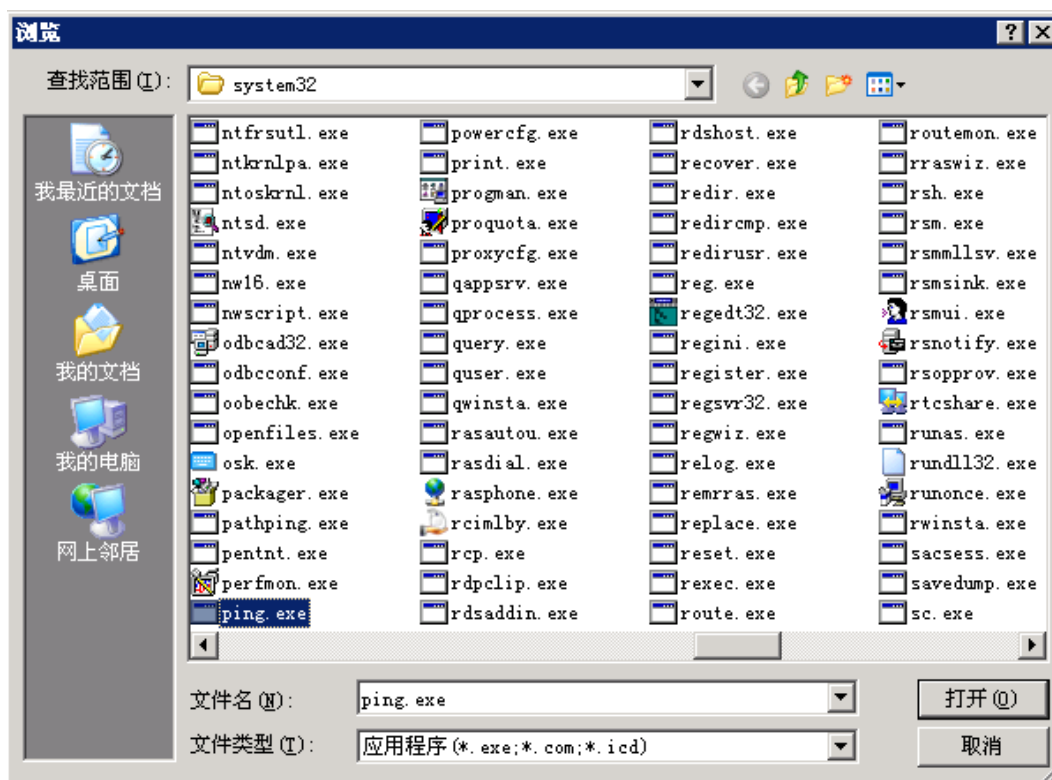 浏览
查找范围(I): system32
我最近的文档
桌面
我的文档
我的电脑
网上邻居
ntfrsutl.exe
ntkrnlpa.exe
ntoskrnl.exe
ntsd.exe
ntvdm.exe
nw16.exe
nwscript.exe
odbcad32.exe
odbcconf.exe
oobechk.exe
openfiles.exe
osk.exe
packager.exe
pathping.exe
pentnt.exe
perfmon.exe
ping.exe
powercfg.exe
print.exe
progman.exe
proquota.exe
proxycfg.exe
qappsrv.exe
qprocess.exe
query.exe
quser.exe
qwinsta.exe
rasautou.exe
rasdial.exe
rasphone.exe
rcimlby.exe
rcp.exe
rdpclip.exe
rdsaddin.exe
rdshost.exe
recover.exe
redir.exe
redircmp.exe
redirusr.exe
reg.exe
regedt32.exe
regini.exe
register.exe
regsvr32.exe
regwiz.exe
relog.exe
remrras.exe
replace.exe
reset.exe
rexec.exe
route.exe
routemon.exe
rraswiz.exe
rsh.exe
rsm.exe
rsmmllsv.exe
rsmsink.exe
rsmui.exe
rsnotify.exe
rsopprov.exe
rtcshare.exe
runas.exe
rundll32.exe
runonce.exe
rwinsta.exe
sacsess.exe
savedump.exe
sc.exe
文件名(N): ping.exe 打开(O)
文件类型(T): 应用程序(*.exe;*.com;*.icd) 取消